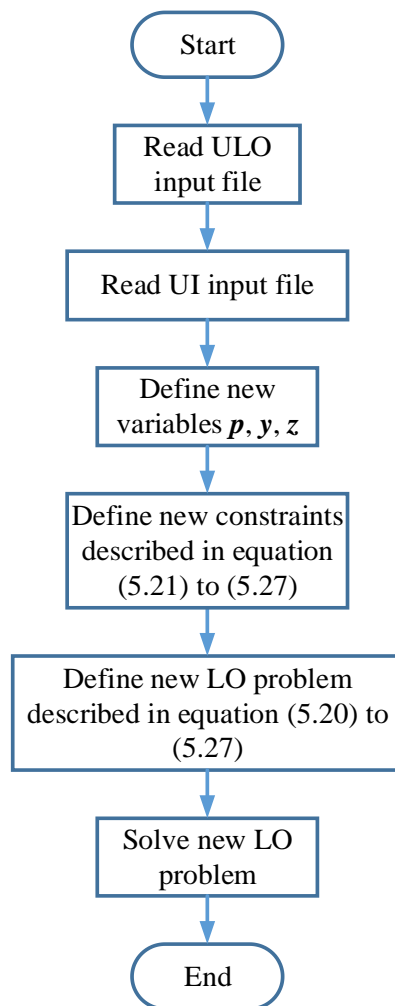 Start
Read ULO
input file
Read UI input file
Define new
variables p, y, z
Define new constraints
described in equation
(5.21) to (5.27)
Define new LO problem
described in equation (5.20) to
(5.27)
Solve new LO
problem
End